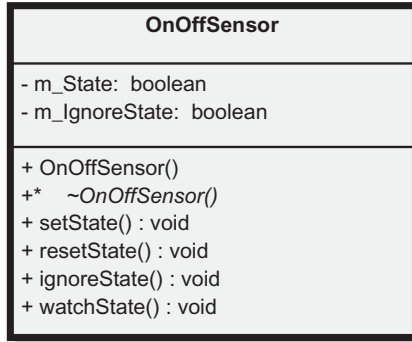 OnOffSensor
- m_State: boolean
- m_IgnoreState: boolean
+ OnOffSensor()
+* ~OnOffSensor()
+ setState() : void
+ resetState() : void
+ ignoreState() : void
+ watchState() : void